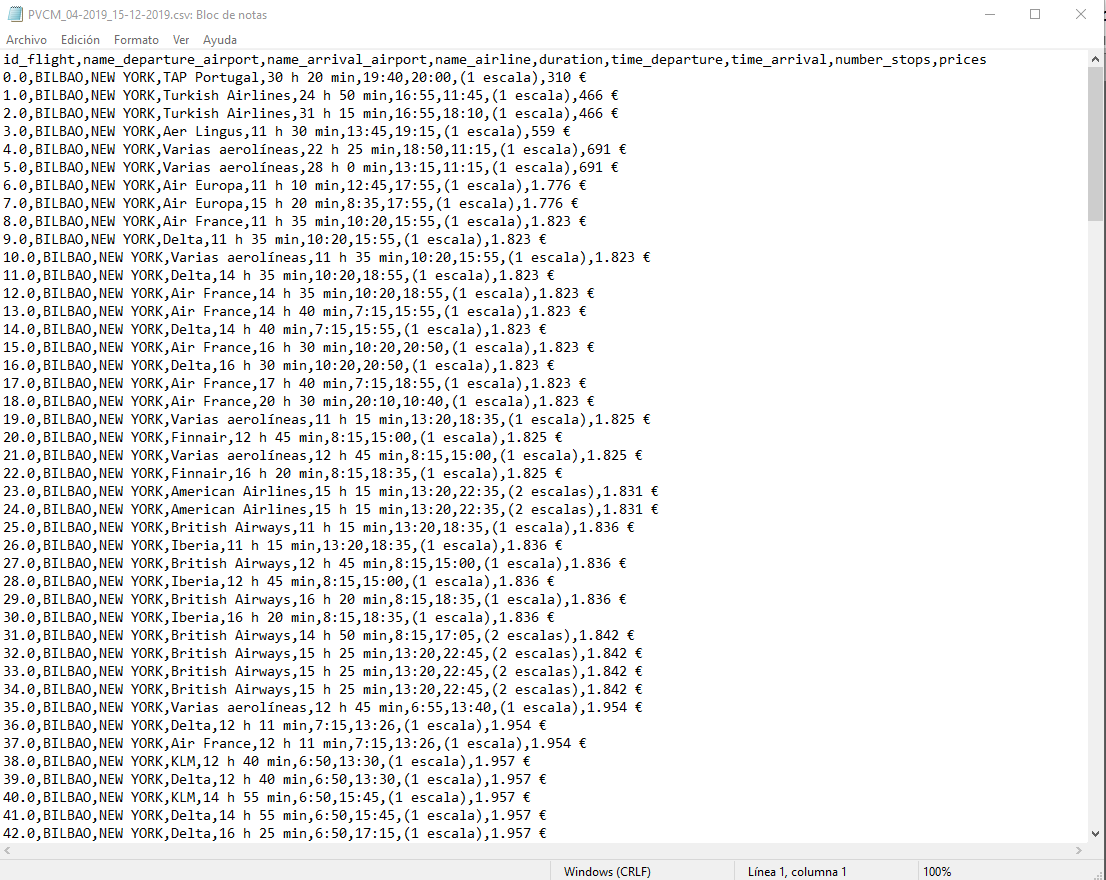 PVCM_04-2019_15-12-2019.csv: Bloc de notas
Archivo Edición Formato Ver Ayuda
id_flight,name_departure_airport,name_arrival_airport,name_airline,duration,time_departure,time_arrival,number_stops,prices
0.0,BILBAO,NEW YORK,TAP Portugal,30 h 20 min,19:40,20:00,(1 escala),310 €
1.0,BILBAO,NEW YORK,Turkish Airlines,24 h 50 min,16:55,11:45,(1 escala),466 €
2.0,BILBAO,NEW YORK,Turkish Airlines,31 h 15 min,16:55,18:10,(1 escala),466 €
3.0,BILBAO,NEW YORK,Aer Lingus,11 h 30 min,13:45,19:15,(1 escala),559 €
4.0,BILBAO,NEW YORK,Varias aerolíneas,22 h 25 min,18:50,11:15,(1 escala),691 €
5.0,BILBAO,NEW YORK,Varias aerolíneas,28 h 0 min,13:15,11:15,(1 escala),691 €
6.0,BILBAO,NEW YORK,Air Europa,11 h 10 min,12:45,17:55,(1 escala),1.776 €
7.0,BILBAO,NEW YORK,Air Europa,15 h 20 min,8:35,17:55,(1 escala),1.776 €
8.0,BILBAO,NEW YORK,Air France,11 h 35 min,10:20,15:55,(1 escala),1.823 €
9.0,BILBAO,NEW YORK,Delta,11 h 35 min,10:20,15:55,(1 escala),1.823 €
10.0,BILBAO,NEW YORK,Varias aerolíneas,11 h 35 min,10:20,15:55,(1 escala),1.823 €
11.0,BILBAO,NEW YORK,Delta,14 h 35 min,10:20,18:55,(1 escala),1.823 €
12.0,BILBAO,NEW YORK,Air France,14 h 35 min,10:20,18:55,(1 escala),1.823 €
13.0,BILBAO,NEW YORK,Air France,14 h 40 min,7:15,15:55,(1 escala),1.823 €
14.0,BILBAO,NEW YORK,Delta,14 h 40 min,7:15,15:55,(1 escala),1.823 €
15.0,BILBAO,NEW YORK,Air France,16 h 30 min,10:20,20:50,(1 escala),1.823 €
16.0,BILBAO,NEW YORK,Delta,16 h 30 min,10:20,20:50,(1 escala),1.823 €
17.0,BILBAO,NEW YORK,Air France,17 h 40 min,7:15,18:55,(1 escala),1.823 €
18.0,BILBAO,NEW YORK,Air France,20 h 30 min,20:10,10:40,(1 escala),1.823 €
19.0,BILBAO,NEW YORK,Varias aerolíneas,11 h 15 min,13:20,18:35,(1 escala),1.825 €
20.0,BILBAO,NEW YORK,Finnair,12 h 45 min,8:15,15:00,(1 escala),1.825 €
21.0,BILBAO,NEW YORK,Varias aerolíneas,12 h 45 min,8:15,15:00,(1 escala),1.825 €
22.0,BILBAO,NEW YORK,Finnair,16 h 20 min,8:15,18:35,(1 escala),1.825 €
23.0,BILBAO,NEW YORK,American Airlines,15 h 15 min,13:20,22:35,(2 escalas),1.831 €
24.0,BILBAO,NEW YORK,American Airlines,15 h 15 min,13:20,22:35,(2 escalas),1.831 €
25.0,BILBAO,NEW YORK,British Airways,11 h 15 min,13:20,18:35,(1 escala),1.836 €
26.0,BILBAO,NEW YORK,Iberia,11 h 15 min,13:20,18:35,(1 escala),1.836 €
27.0,BILBAO,NEW YORK,British Airways,12 h 45 min,8:15,15:00,(1 escala),1.836 €
28.0,BILBAO,NEW YORK,Iberia,12 h 45 min,8:15,15:00,(1 escala),1.836 €
29.0,BILBAO,NEW YORK,British Airways,16 h 20 min,8:15,18:35,(1 escala),1.836 €
30.0,BILBAO,NEW YORK,Iberia,16 h 20 min,8:15,18:35,(1 escala),1.836 €
31.0,BILBAO,NEW YORK,British Airways,14 h 50 min,8:15,17:05,(2 escalas),1.842 €
32.0,BILBAO,NEW YORK,British Airways,15 h 25 min,13:20,22:45,(2 escalas),1.842 €
33.0,BILBAO,NEW YORK,British Airways,15 h 25 min,13:20,22:45,(2 escalas),1.842 €
34.0,BILBAO,NEW YORK,British Airways,15 h 25 min,13:20,22:45,(2 escalas),1.842 €
35.0,BILBAO,NEW YORK,Varias aerolíneas,12 h 45 min,6:55,13:40,(1 escala),1.954 €
36.0,BILBAO,NEW YORK,Delta,12 h 11 min,7:15,13:26,(1 escala),1.954 €
37.0,BILBAO,NEW YORK,Air France,12 h 11 min,7:15,13:26,(1 escala),1.954 €
38.0,BILBAO,NEW YORK,KLM,12 h 40 min,6:50,13:30,(1 escala),1.957 €
39.0,BILBAO,NEW YORK,Delta,12 h 40 min,6:50,13:30,(1 escala),1.957 €
40.0,BILBAO,NEW YORK,KLM,14 h 55 min,6:50,15:45,(1 escala),1.957 €
41.0,BILBAO,NEW YORK,Delta,14 h 55 min,6:50,15:45,(1 escala),1.957 €
42.0,BILBAO,NEW YORK,Delta,16 h 25 min,6:50,17:15,(1 escala),1.957 €
Windows (CRLF) Línea 1, columna 1 100%